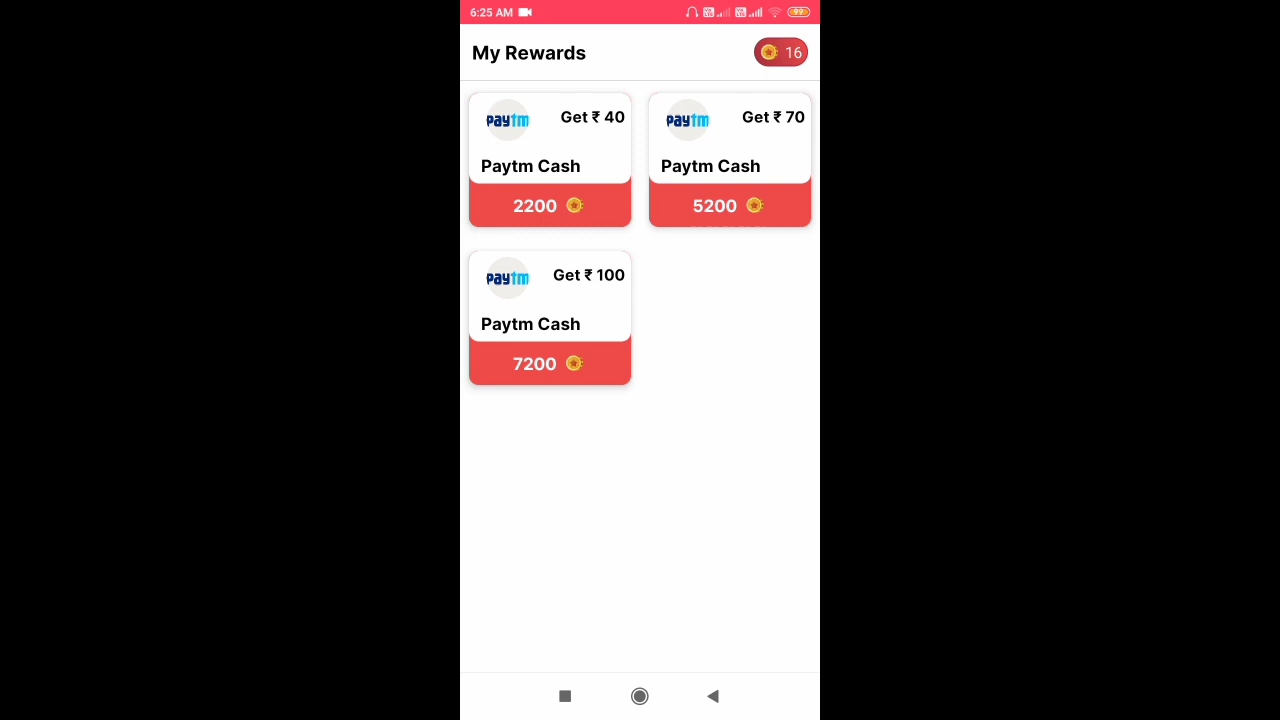 6:25 AM
99
My Rewards
16
paytm
Get ₹ 40
Paytm Cash
2200
paytm
Get ₹ 70
Paytm Cash
5200
paytm
Get ₹ 100
Paytm Cash
7200